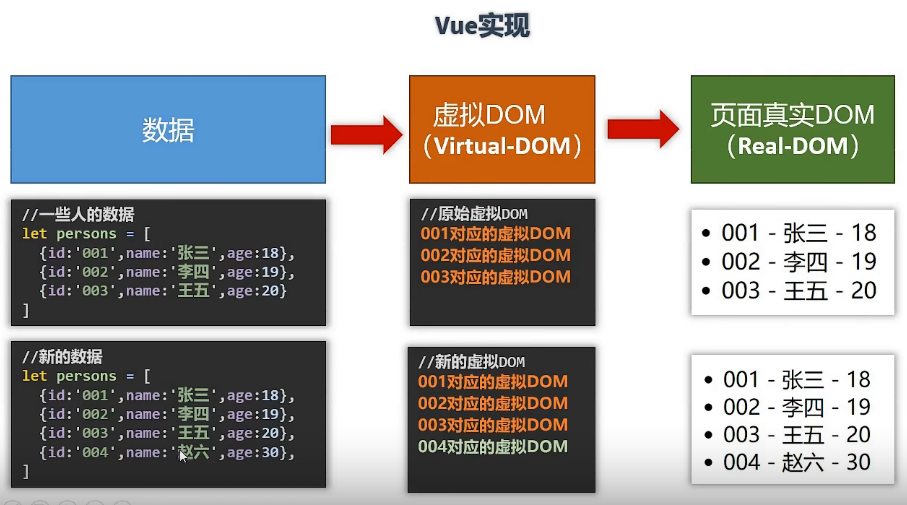 Vue实现
数据
虚拟DOM
（Virtual-DOM）
页面真实DOM
（Real-DOM）
//一些人的数据
let persons = [
{id:'001',name:'张三',age:18},
{id:'002',name:'李四',age:19},
{id:'003',name:'王五',age:20}
]
//原始虚拟DOM
001对应的虚拟DOM
002对应的虚拟DOM
003对应的虚拟DOM
• 001 - 张三 - 18
• 002 - 李四 - 19
• 003 - 王五 - 20
//新的数据
let persons = [
{id:'001',name:'张三',age:18},
{id:'002',name:'李四',age:19},
{id:'003',name:'王五',age:20},
{id:'004',name:'赵六',age:30},
]
//新的虚拟DOM
001对应的虚拟DOM
002对应的虚拟DOM
003对应的虚拟DOM
004对应的虚拟DOM
• 001 - 张三 - 18
• 002 - 李四 - 19
• 003 - 王五 - 20
• 004 - 赵六 - 30